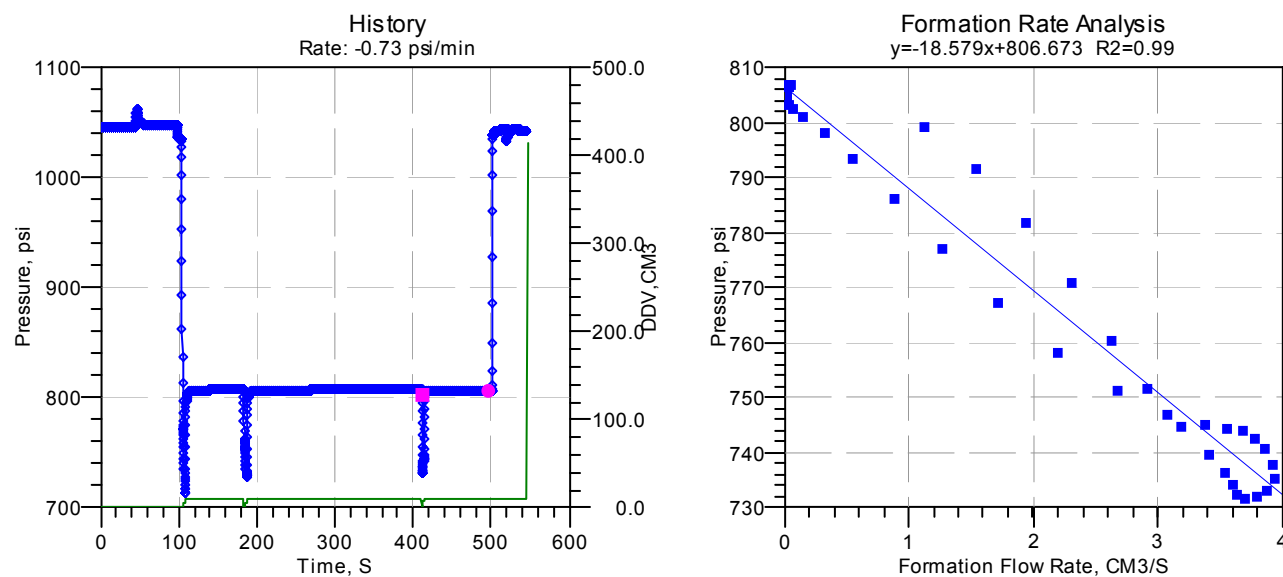 History
Rate: -0.73 psi/min
1100
1000
900
800
700
Pressure, psi
500.0
400.0
300.0
200.0
100.0
0.0
DDV,CM3
0 100 200 300 400 500 600
Time, S
Formation Rate Analysis
y=-18.579x+806.673 R2=0.99
810
800
790
780
770
760
750
740
730
Pressure, psi
0 1 2 3 4
Formation Flow Rate, CM3/S